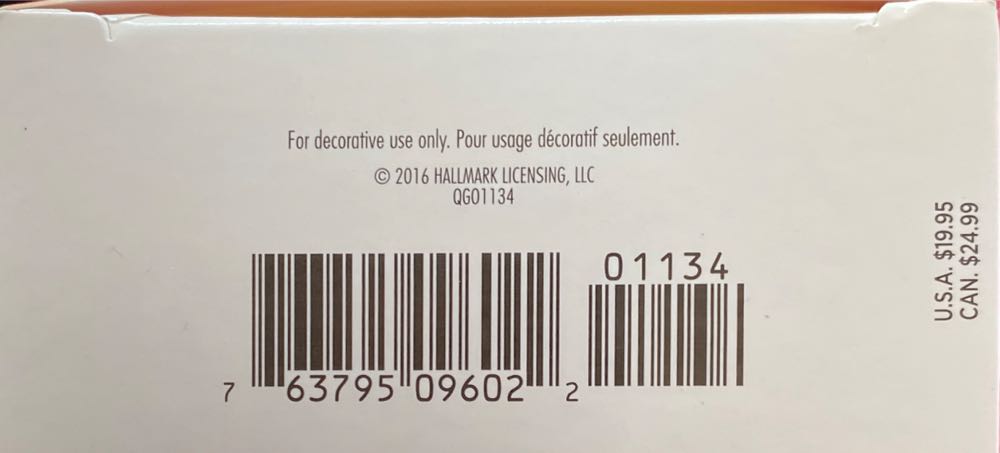 For decorative use only. Pour usage décoratif seulement.
© 2016 HALLMARK LICENSING, LLC
QGO1134
01134
7 63795 09602 2
U.S.A. $19.95
CAN. $24.99